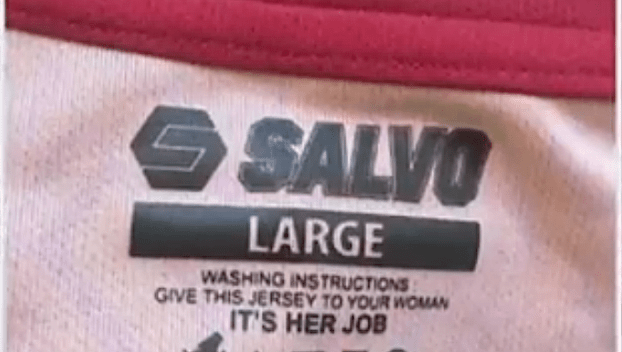 SALVO
LARGE
WASHING INSTRUCTIONS
GIVE THIS JERSEY TO YOUR WOMAN
IT'S HER JOB